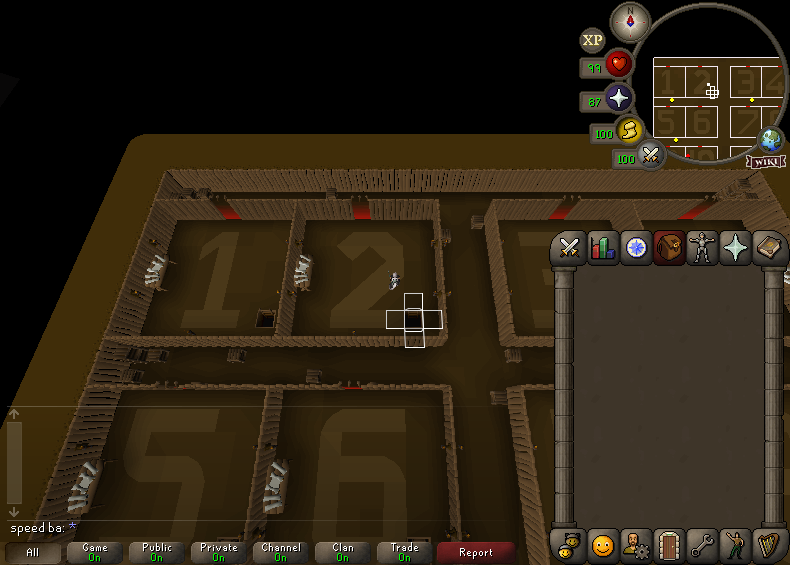 N
XP
99
87
100
100
WIKI
1 2 3 4
5 6 7
1 2 3
5 6
speed ba: *
All
Game
On
Public
On
Private
On
Channel
On
Clan
On
Trade
On
Report